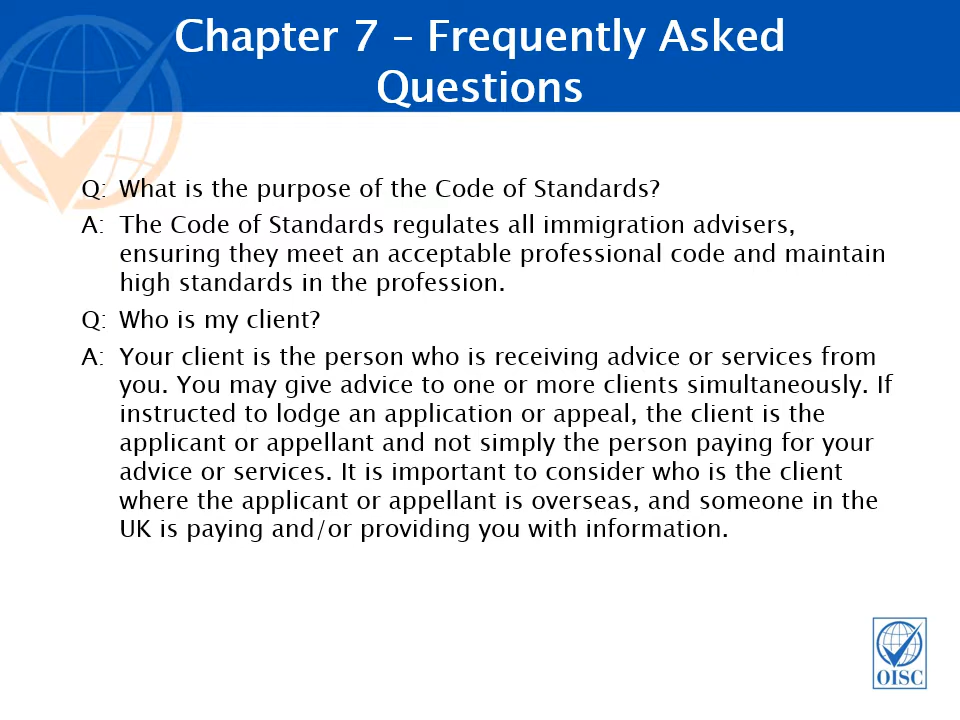 Chapter 7 – Frequently Asked
Questions
Q: What is the purpose of the Code of Standards?
A: The Code of Standards regulates all immigration advisers,
ensuring they meet an acceptable professional code and maintain
high standards in the profession.
Q: Who is my client?
A: Your client is the person who is receiving advice or services from
you. You may give advice to one or more clients simultaneously. If
instructed to lodge an application or appeal, the client is the
applicant or appellant and not simply the person paying for your
advice or services. It is important to consider who is the client
where the applicant or appellant is overseas, and someone in the
UK is paying and/or providing you with information.
OISC